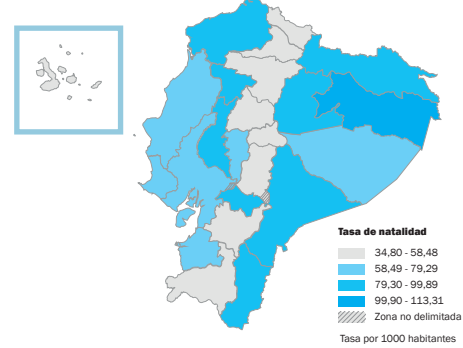 Tasa de natalidad
34,80 - 58,48
58,49 - 79,29
79,30 - 99,89
99,90 - 113,31
Zona no delimitada
Tasa por 1000 habitantes